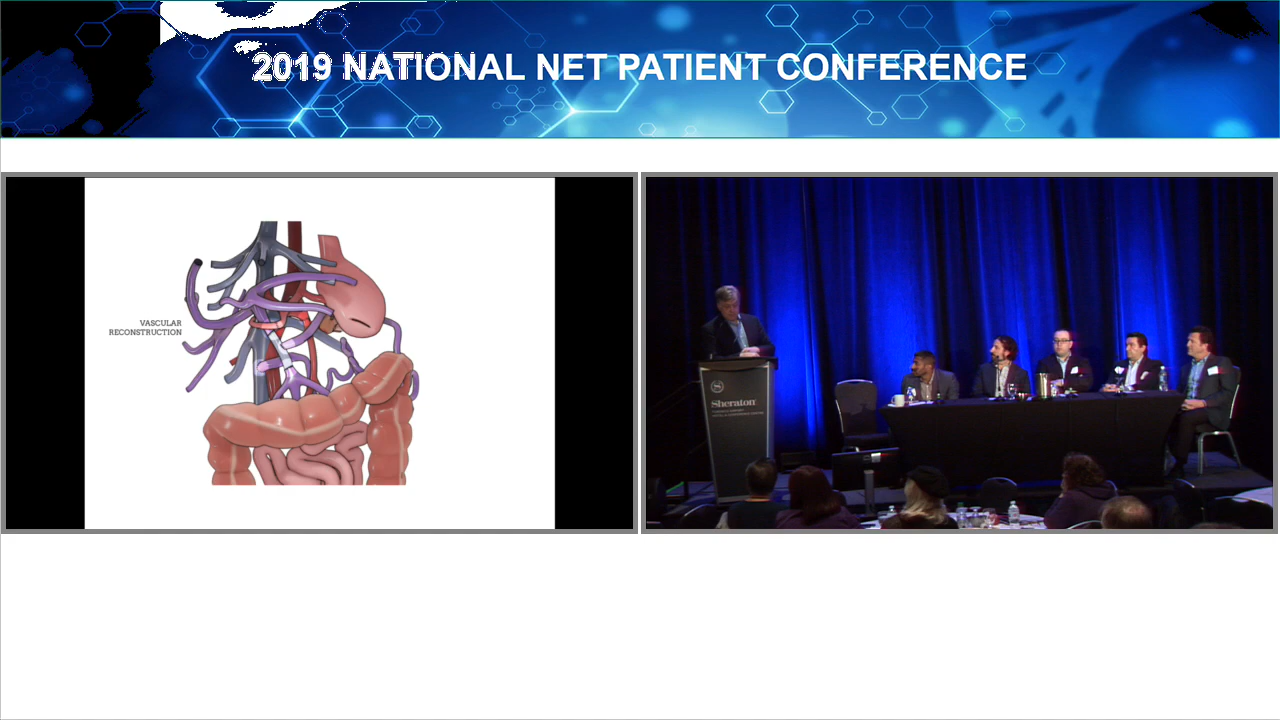 2019 NATIONAL NET PATIENT CONFERENCE
VASCULAR
RECONSTRUCTION
Sheraton